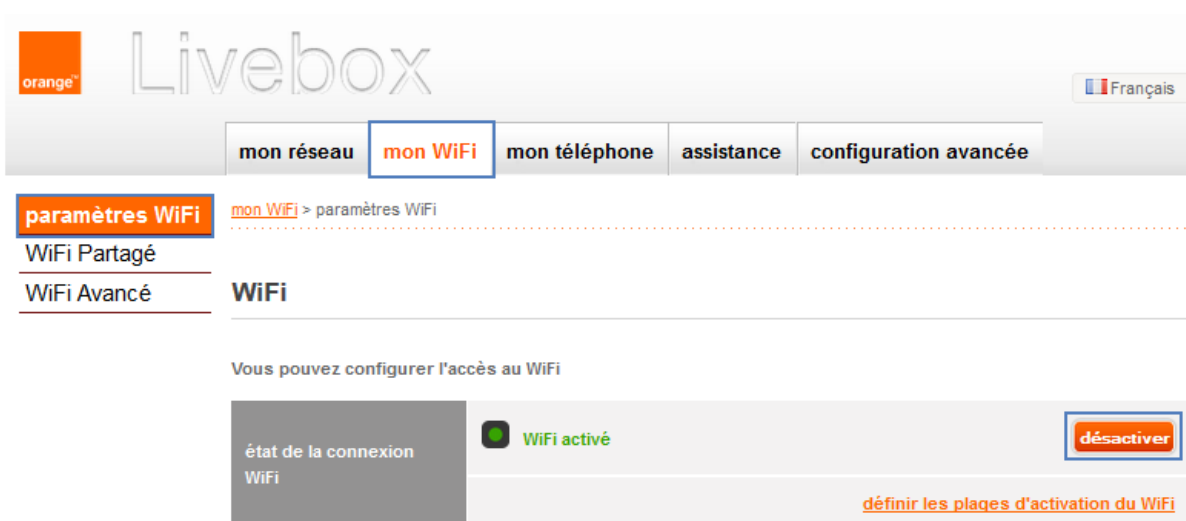 orange™
Livebox
Français
mon réseau mon WiFi mon téléphone assistance configuration avancée
paramètres WiFi
WiFi Partagé
WiFi Avancé
mon WiFi > paramètres WiFi
WiFi
Vous pouvez configurer l'accès au WiFi
état de la connexion
WiFi
WiFi activé
désactiver
définir les plages d'activation du WiFi